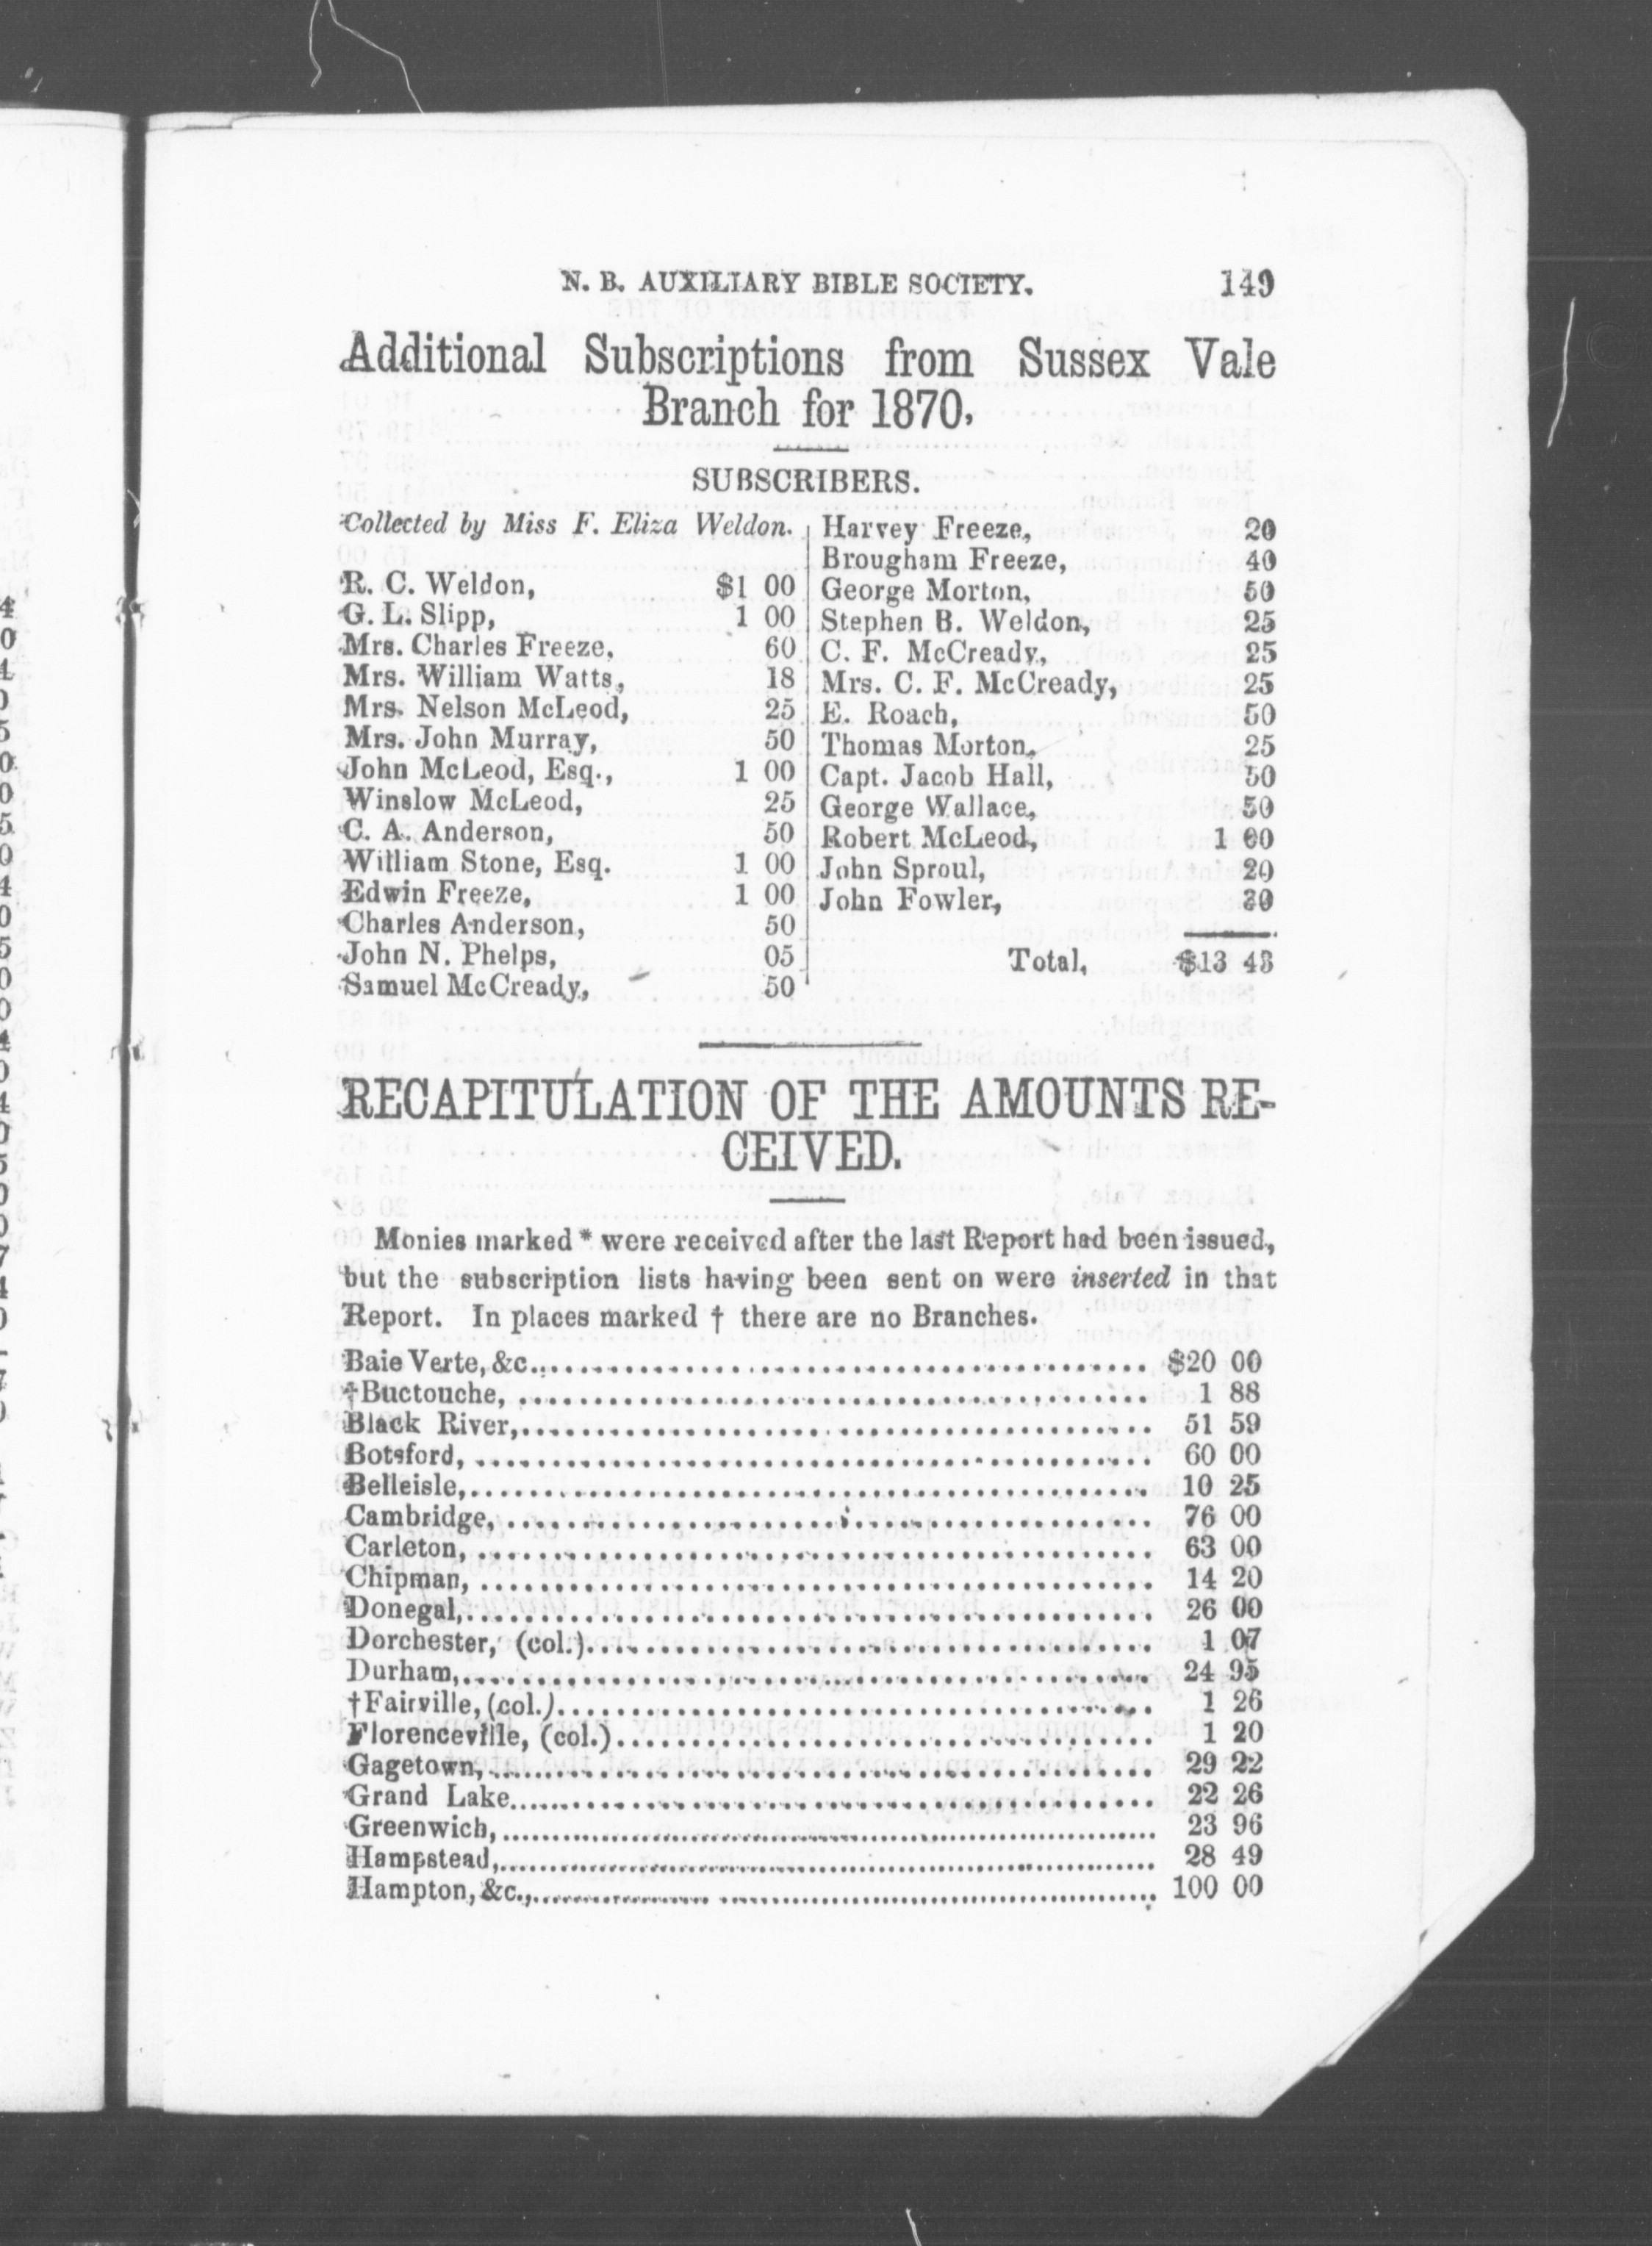 N. B. AUXILIARY BIBLE SOCIETY. 149
Additional Subscriptions from Sussex Vale
Branch for 1870.
SUBSCRIBERS.
Collected by Miss F. Eliza Weldon.
R. C. Weldon, $1 00
G. L. Slipp, 1 00
Mrs. Charles Freeze, 60
Mrs. William Watts, 18
Mrs. Nelson McLeod, 25
Mrs. John Murray, 50
John McLeod, Esq., 1 00
Winslow McLeod, 25
C. A. Anderson, 50
William Stone, Esq. 1 00
Edwin Freeze, 1 00
Charles Anderson, 50
John N. Phelps, 05
Samuel McCready, 50
Harvey Freeze, 20
Brougham Freeze, 40
George Morton, 50
Stephen B. Weldon, 25
C. F. McCready, 25
Mrs. C. F. McCready, 25
E. Roach, 50
Thomas Morton, 25
Capt. Jacob Hall, 50
George Wallace, 50
Robert McLeod, 1 00
John Sproul, 20
John Fowler, 30
Total, $13 43
RECAPITULATION OF THE AMOUNTS RE-
CEIVED.
Monies marked * were received after the last Report had been issued,
but the subscription lists having been sent on were inserted in that
Report. In places marked † there are no Branches.
Baie Verte, &c., $20 00
†Buctouche, 1 88
Black River, 51 59
Botsford, 60 00
Belleisle, 10 25
Cambridge, 76 00
Carleton, 63 00
Chipman, 14 20
Donegal, 26 00
Dorchester, (col.) 1 07
Durham, 24 95
†Fairville, (col.) 1 26
Florenceville, (col.) 1 20
Gagetown, 29 22
Grand Lake 22 26
Greenwich, 23 96
Hampstead, 28 49
Hampton, &c., 100 00